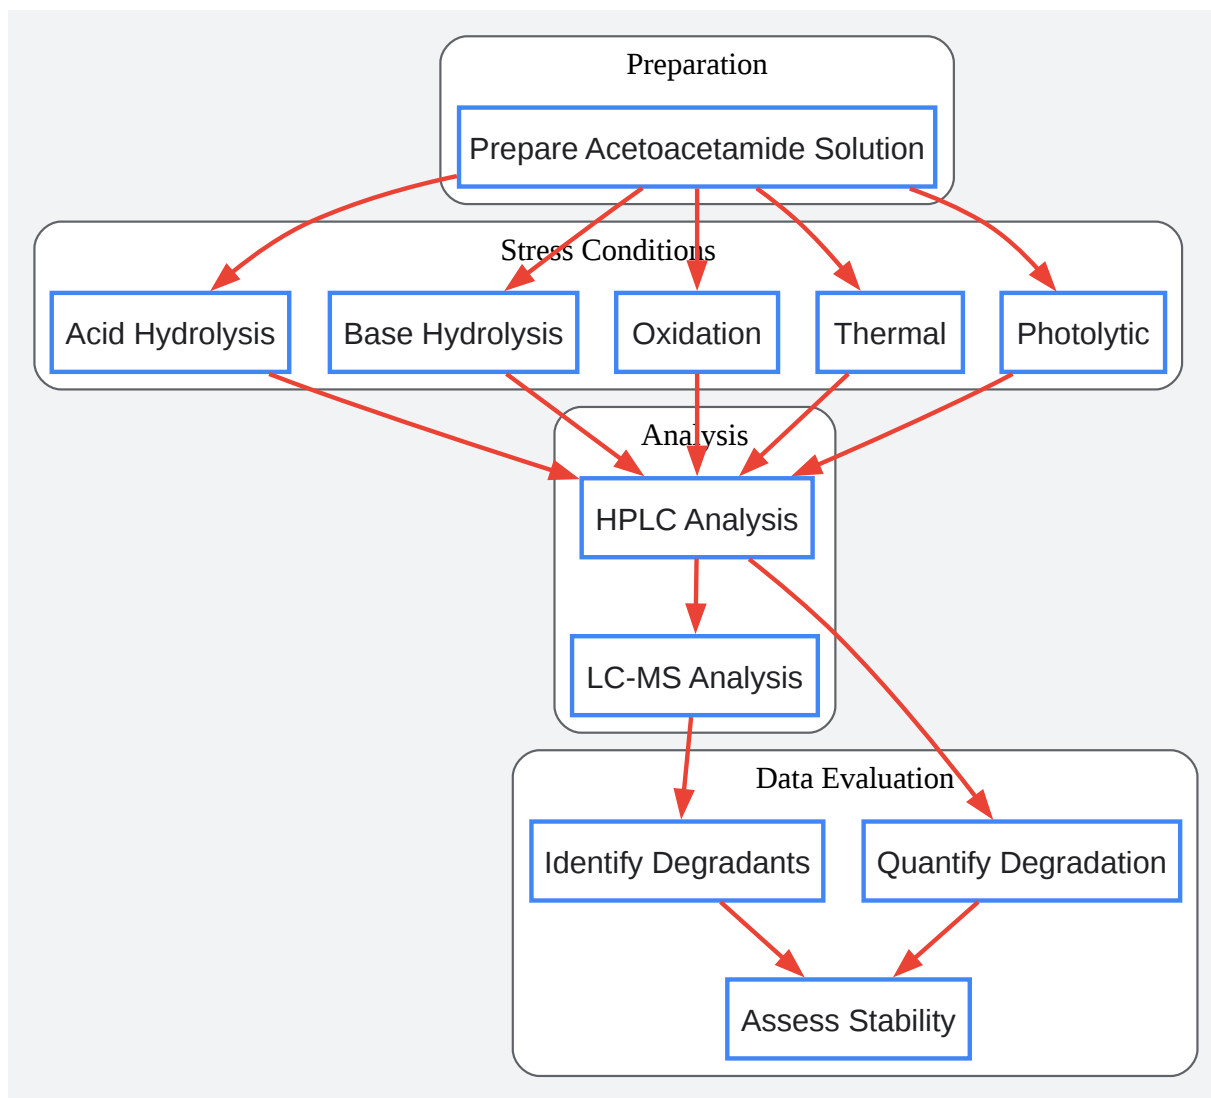 Preparation
Prepare Acetoacetamide Solution
Stress Conditions
Acid Hydrolysis
Base Hydrolysis
Oxidation
Thermal
Photolytic
Analysis
HPLC Analysis
LC-MS Analysis
Data Evaluation
Identify Degradants
Quantify Degradation
Assess Stability